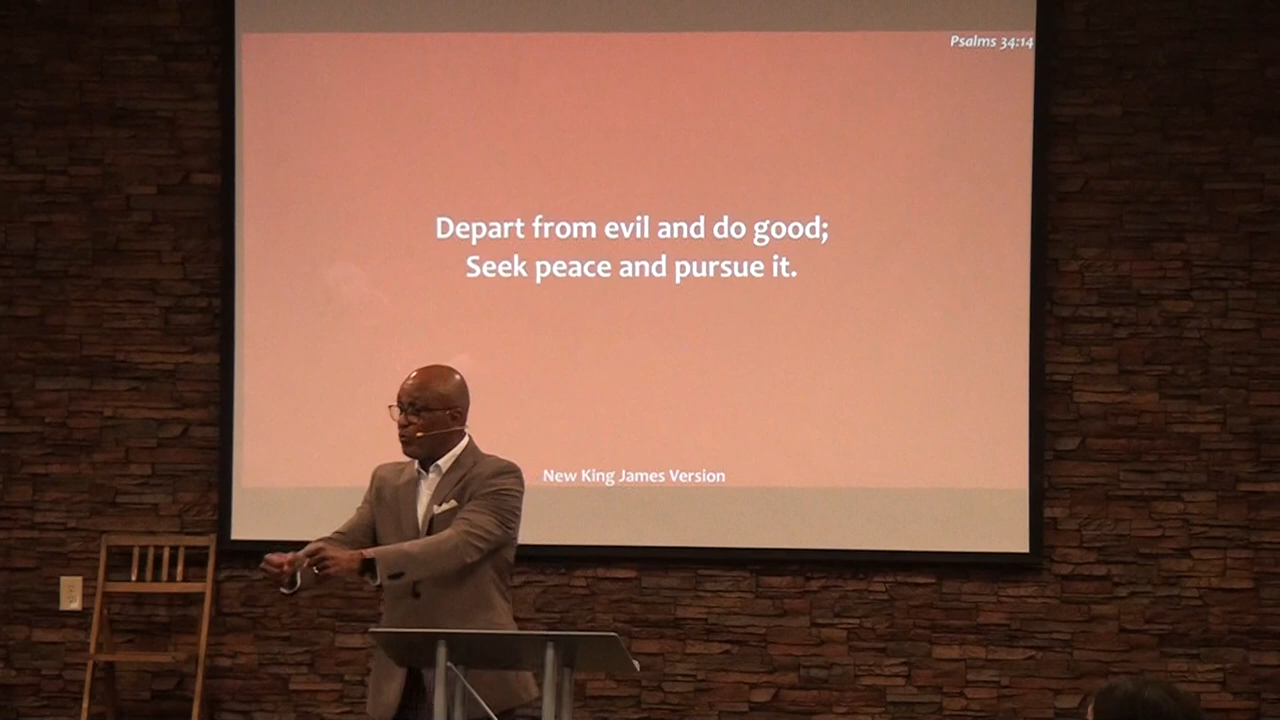 Psalms 34:14
Depart from evil and do good;
Seek peace and pursue it.
New King James Version